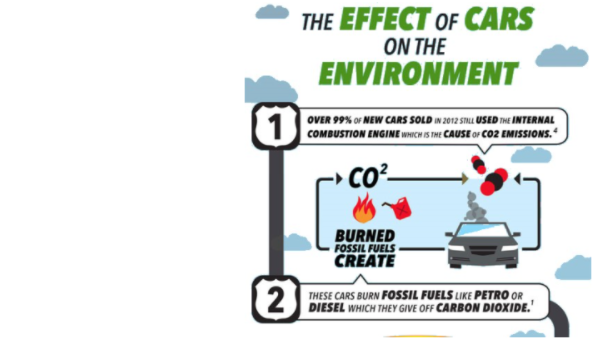 THE EFFECT OF CARS
ON THE
ENVIRONMENT
1
OVER 99% OF NEW CARS SOLD IN 2012 STILL USED THE INTERNAL
COMBUSTION ENGINE WHICH IS THE CAUSE OF CO2 EMISSIONS.⁴
CO²
BURNED
FOSSIL FUELS
CREATE
2
THESE CARS BURN FOSSIL FUELS LIKE PETRO OR
DIESEL WHICH THEY GIVE OFF CARBON DIOXIDE.¹